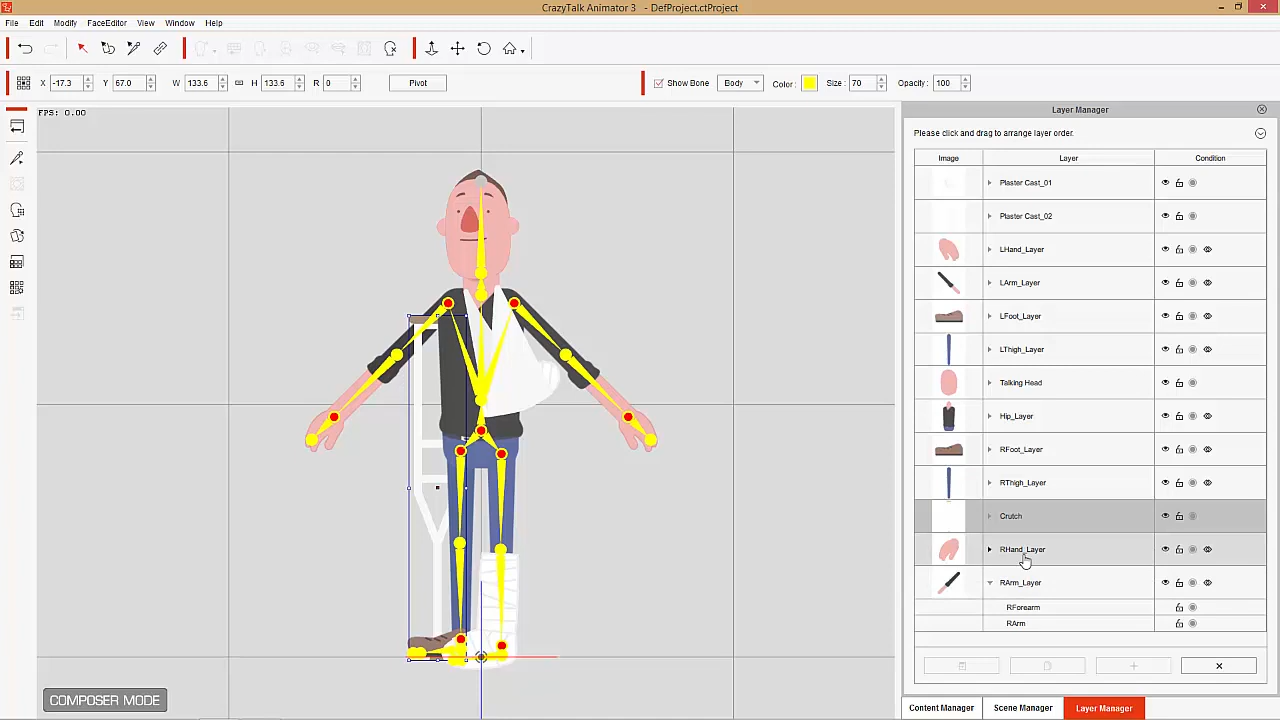 CrazyTalk Animator 3 - DefProject.ctProject
File Edit Modify FaceEditor View Window Help
X -17.3 Y 67.0 W 133.6 H 133.6 R 0 Pivot Show Bone Body Color : Size : 70 Opacity : 100
FPS: 0.00
COMPOSER MODE
Layer Manager
Please click and drag to arrange layer order.
Image Layer Condition
Plaster Cast_01
Plaster Cast_02
LHand_Layer
LArm_Layer
LFoot_Layer
LThigh_Layer
Talking Head
Hip_Layer
RFoot_Layer
RThigh_Layer
Crutch
RHand_Layer
RArm_Layer
RForearm
RArm
Content Manager Scene Manager Layer Manager